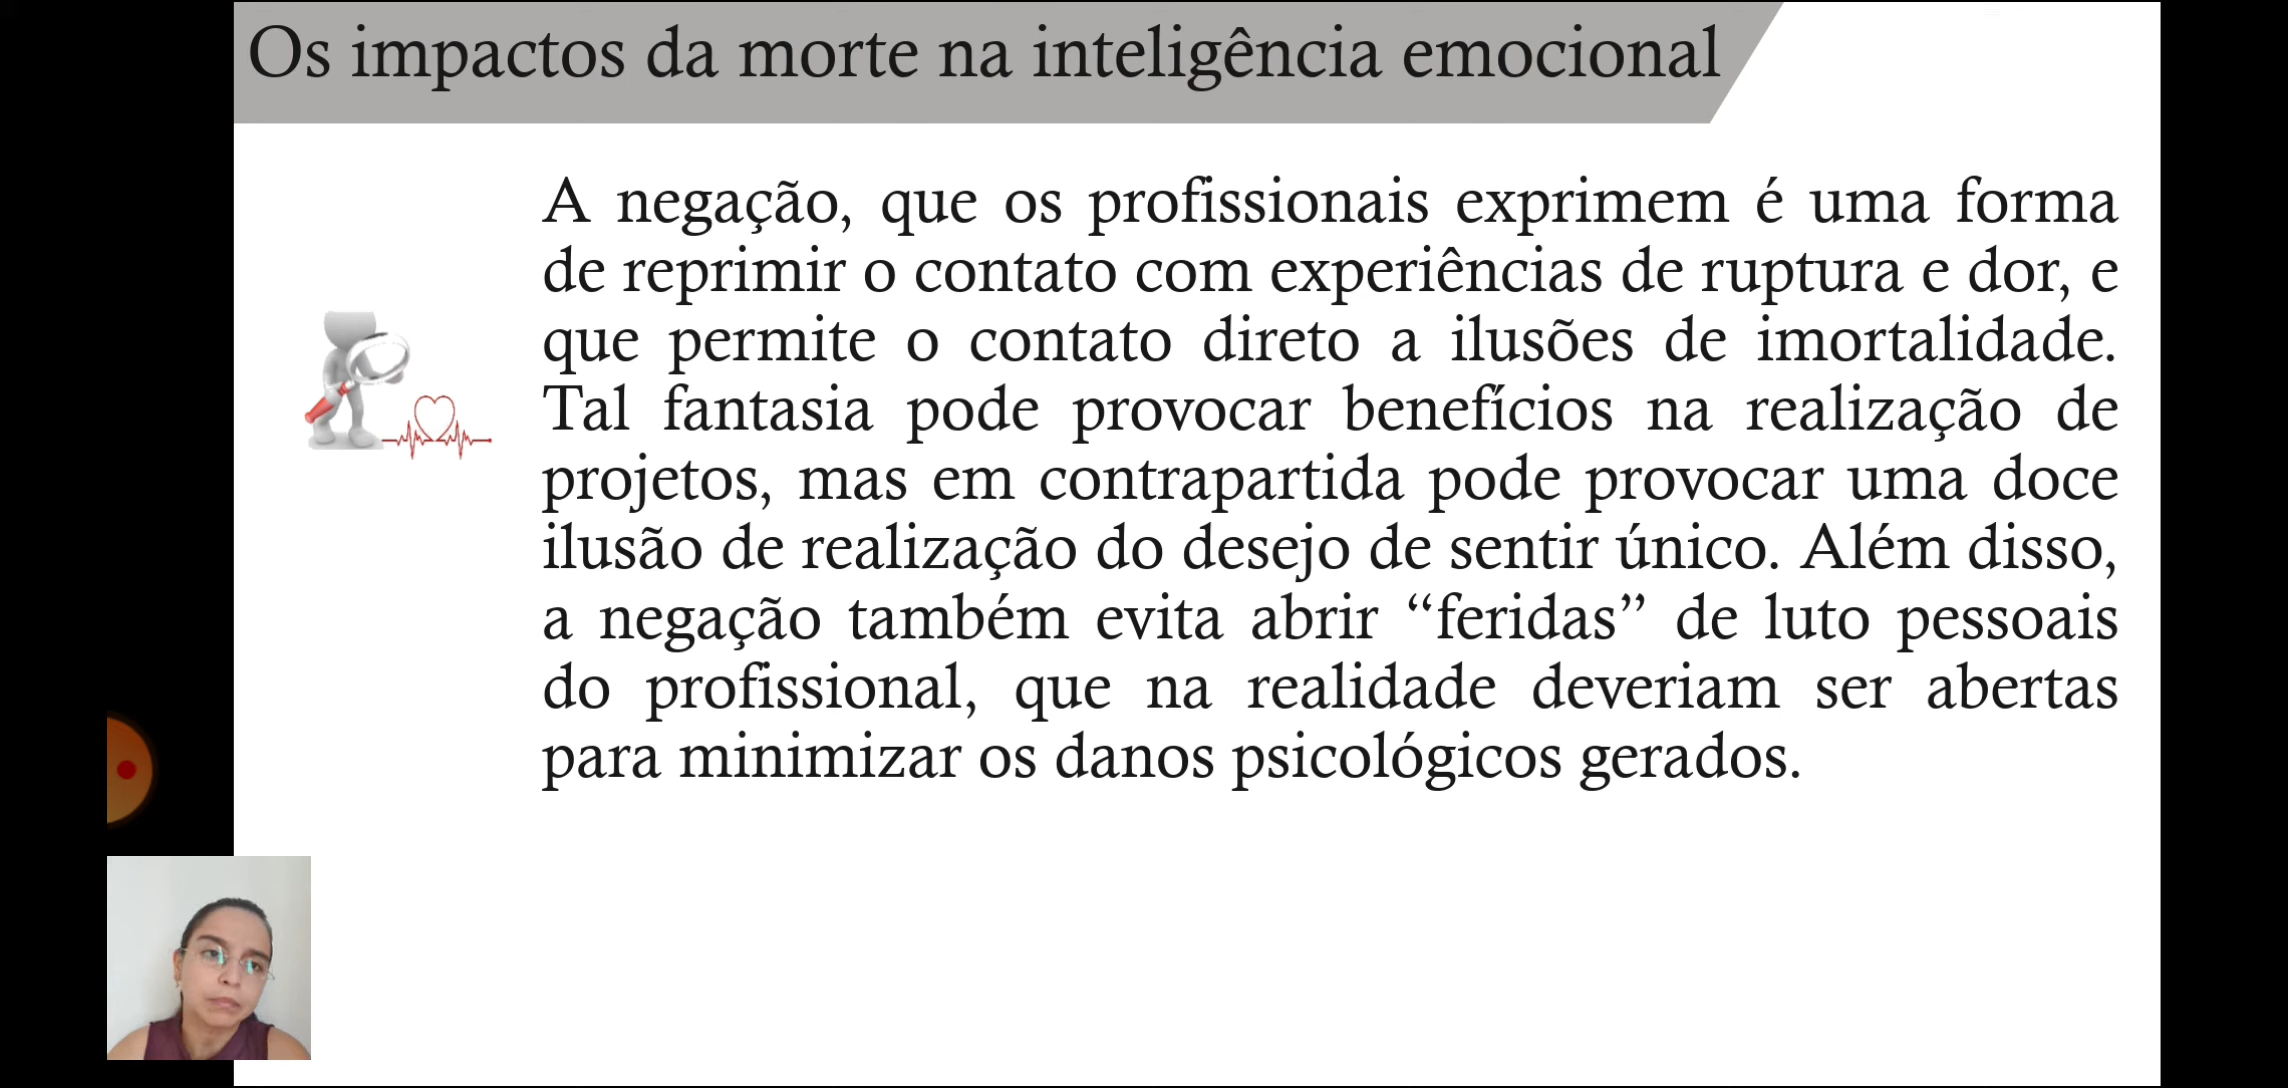 Os impactos da morte na inteligência emocional
A negação, que os profissionais exprimem é uma forma
de reprimir o contato com experiências de ruptura e dor, e
que permite o contato direto a ilusões de imortalidade.
Tal fantasia pode provocar benefícios na realização de
projetos, mas em contrapartida pode provocar uma doce
ilusão de realização do desejo de sentir único. Além disso,
a negação também evita abrir “feridas” de luto pessoais
do profissional, que na realidade deveriam ser abertas
para minimizar os danos psicológicos gerados.